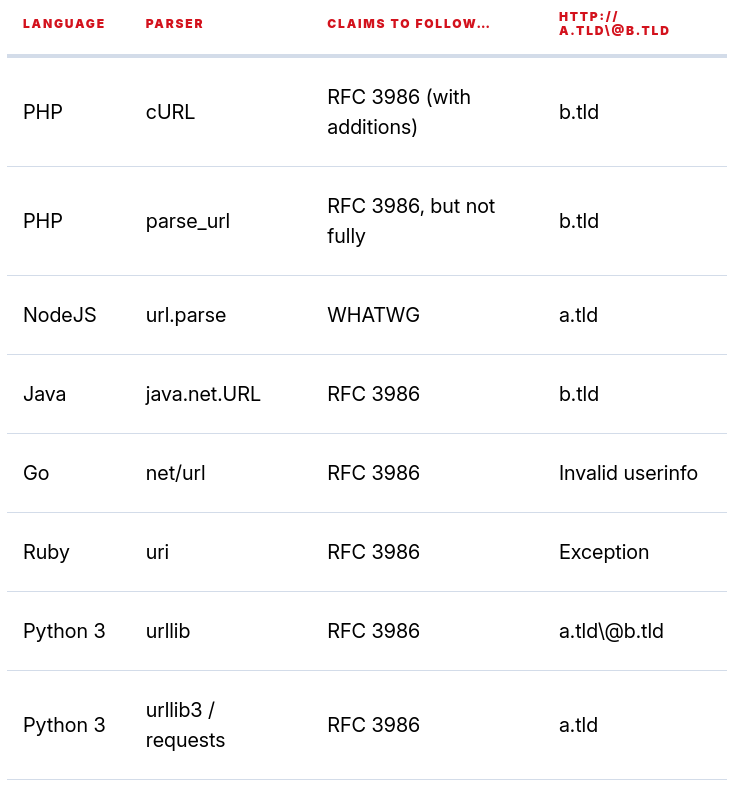 LANGUAGE PARSER CLAIMS TO FOLLOW... HTTP://
A.TLD\@B.TLD
PHP cURL RFC 3986 (with
additions) b.tld
PHP parse_url RFC 3986, but not
fully b.tld
NodeJS url.parse WHATWG a.tld
Java java.net.URL RFC 3986 b.tld
Go net/url RFC 3986 Invalid userinfo
Ruby uri RFC 3986 Exception
Python 3 urllib RFC 3986 a.tld\@b.tld
Python 3 urllib3 /
requests RFC 3986 a.tld